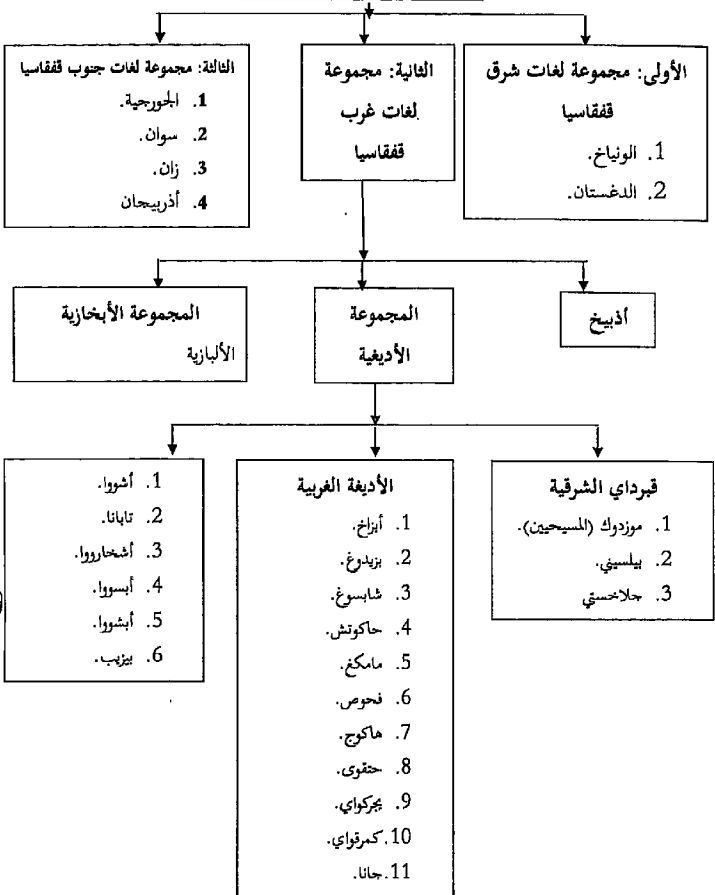 الأولى: مجموعة لغات شرق
قفقاسيا
1. الونياخ.
2. الدغستان.
الثانية: مجموعة
لغات غرب
قفقاسيا
الثالثة: مجموعة لغات جنوب قفقاسيا
1. الجورجية.
2. سوان.
3. زان.
4. أذربيجان
أذبيخ
المجموعة
الأديغية
المجموعة الأبخازية
الألبازية
قبرداي الشرقية
1. موزدوك (المسيحيين).
2. بيلسيني.
3. جلاخستي
الأديغة الغربية
1. أبزاخ.
2. بزيدوغ.
3. شابسوغ.
4. حاكوتش.
5. مامكغ.
6. فحوص.
7. هاكوج.
8. حتقوى.
9. يجركواي.
10. كمرقواي.
11. جانا.
1. أشووا.
2. تابانا.
3. أشخارووا.
4. أبسووا.
5. أبشووا.
6. بيزيب.